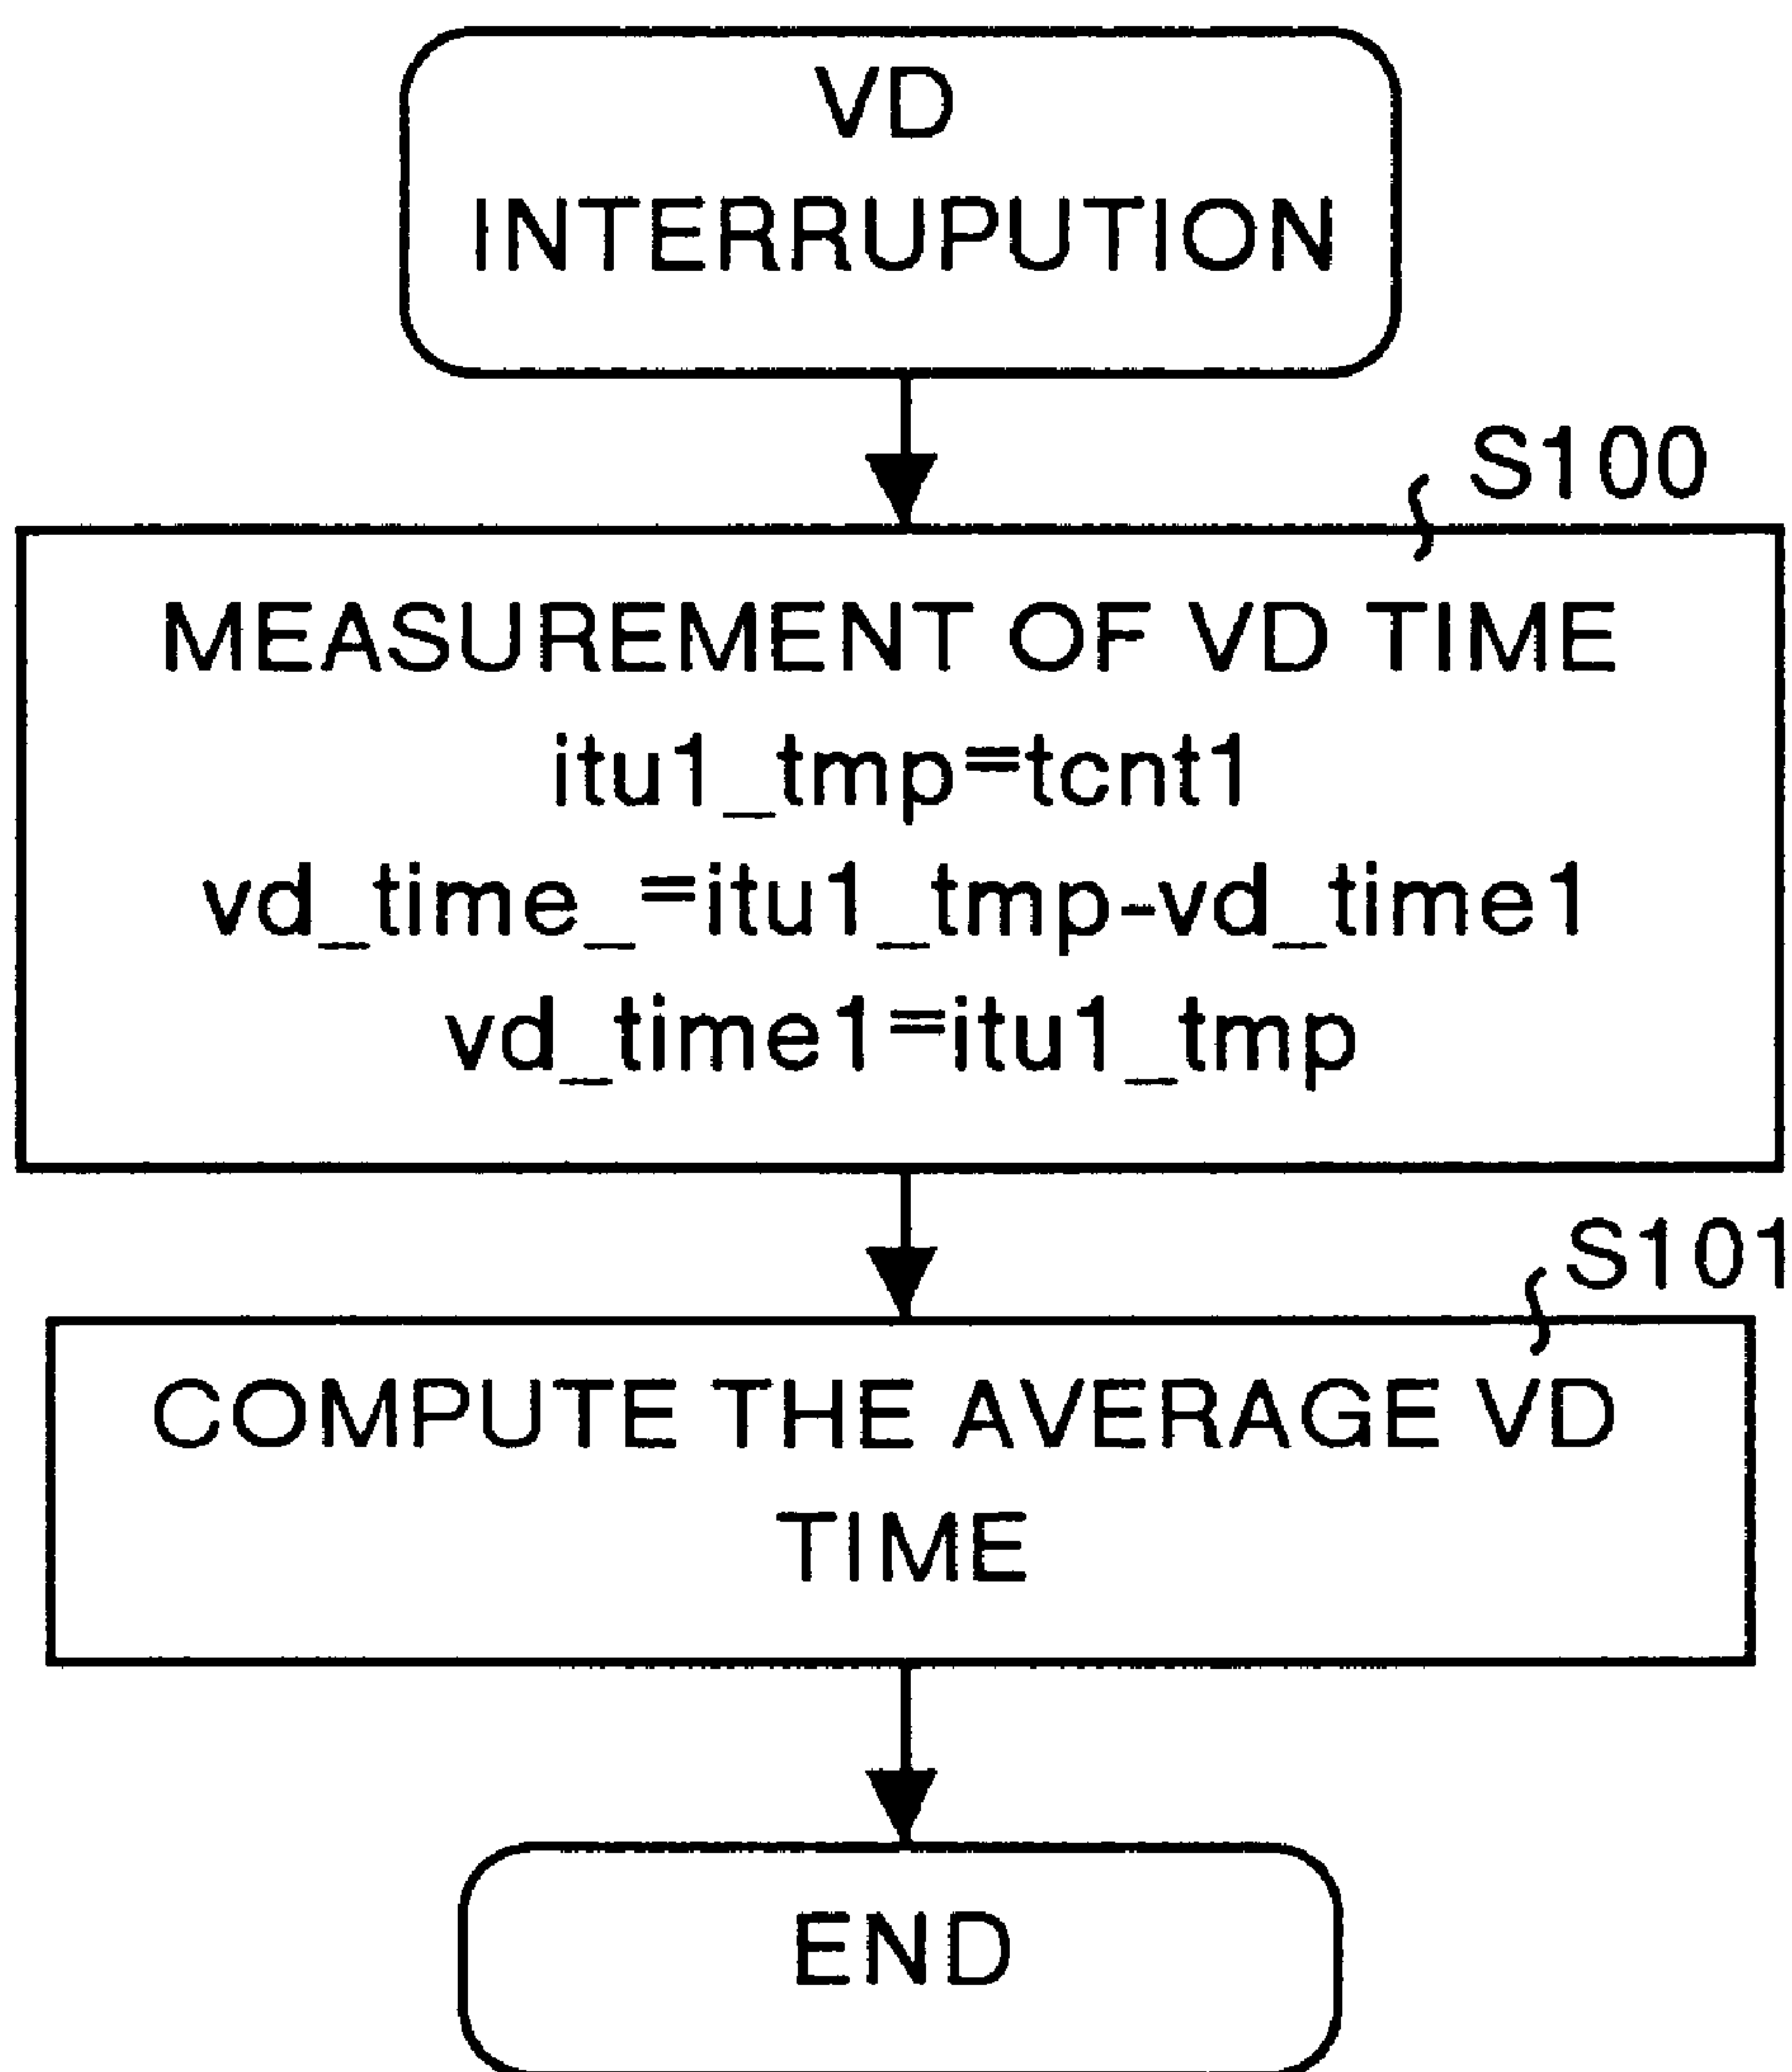 VD
INTERRUPUTION
S100
MEASUREMENT OF VD TIME
itu1_tmp=tcnt1
vd_time_=itu1_tmp-vd_time1
vd_time1=itu1_tmp
S101
COMPUTE THE AVERAGE VD
TIME
END